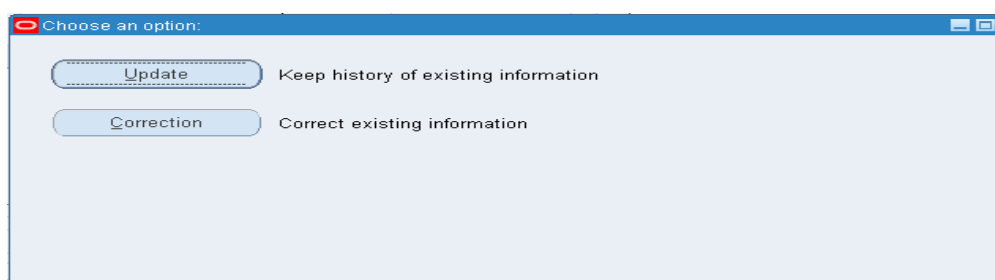 Choose an option:
Update Keep history of existing information
Correction Correct existing information